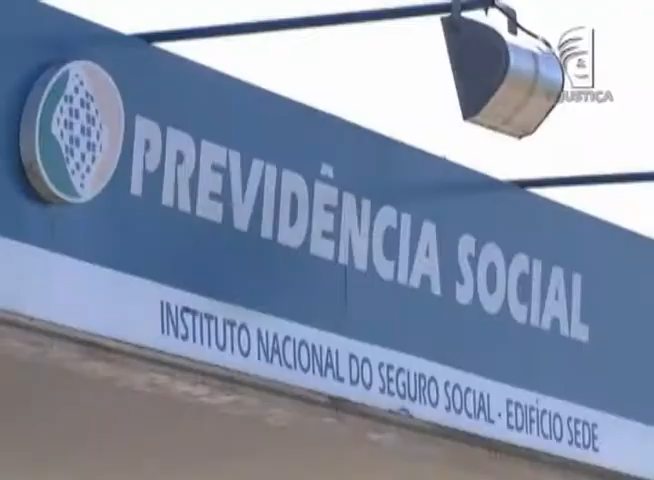 PREVIDÊNCIA SOCIAL
INSTITUTO NACIONAL DO SEGURO SOCIAL - EDIFÍCIO SEDE
JUSTIÇA